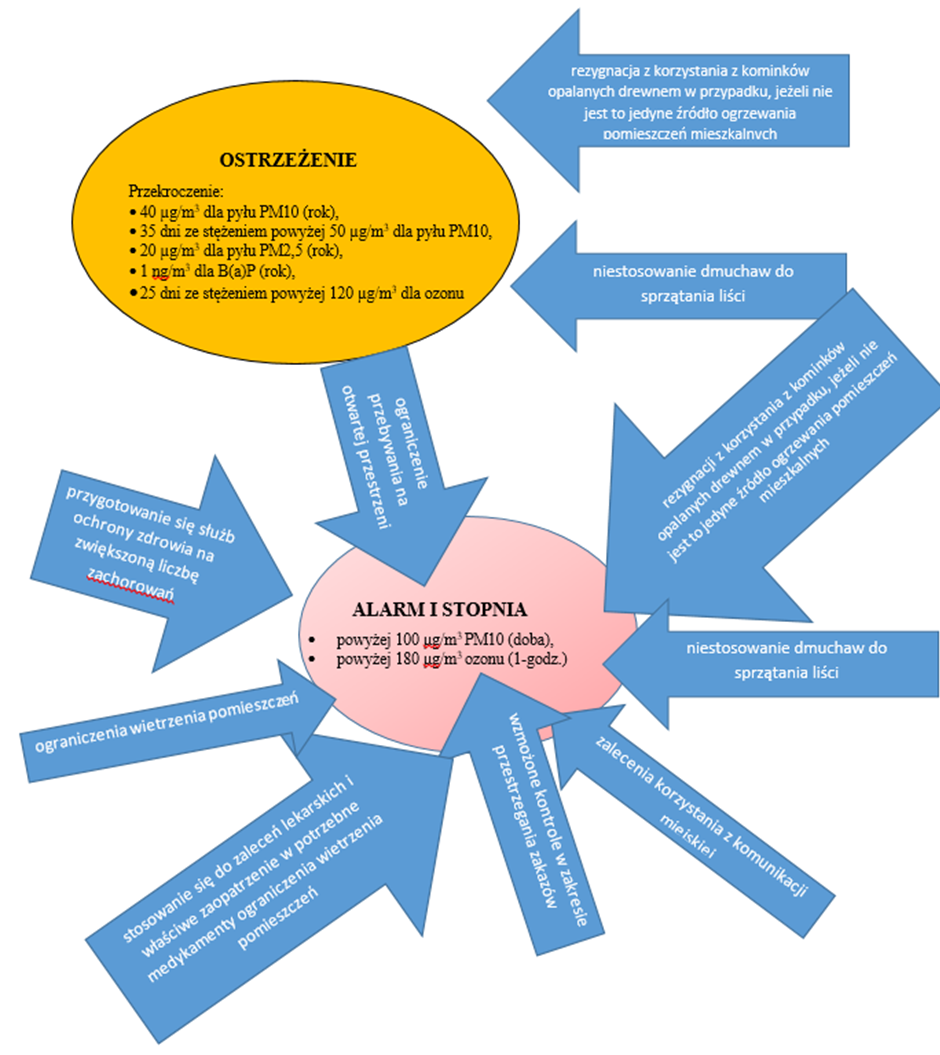 rezygnacja z korzystania z kominków
opalanych drewnem w przypadku, jeżeli nie
jest to jedyne źródło ogrzewania
pomieszczeń mieszkalnych
OSTRZEŻENIE
Przekroczenie:
• 40 µg/m³ dla pyłu PM10 (rok),
• 35 dni ze stężeniem powyżej 50 µg/m³ dla pyłu PM10,
• 20 µg/m³ dla pyłu PM2,5 (rok),
• 1 ng/m³ dla B(a)P (rok),
• 25 dni ze stężeniem powyżej 120 µg/m³ dla ozonu
niestosowanie dmuchaw do
sprzątania liści
ograniczenie
przebywania na
otwartej przestrzeni
rezygnacji z korzystania z kominków
opalanych drewnem w przypadku, jeżeli nie
jest to jedyne źródło ogrzewania pomieszczeń
mieszkalnych
przygotowanie się służb
ochrony zdrowia na
zwiększoną liczbę
zachorowań
ALARM I STOPNIA
• powyżej 100 µg/m³ PM10 (doba),
• powyżej 180 µg/m³ ozonu (1-godz.)
niestosowanie dmuchaw do
sprzątania liści
ograniczenia wietrzenia pomieszczeń
stosowanie się do zaleceń lekarskich i
właściwe zaopatrzenie w potrzebne
medykamenty ograniczenia wietrzenia
pomieszczeń
wzmożone kontrole w zakresie
przestrzegania zakazów
zalecenia korzystania z komunikacji
miejskiej